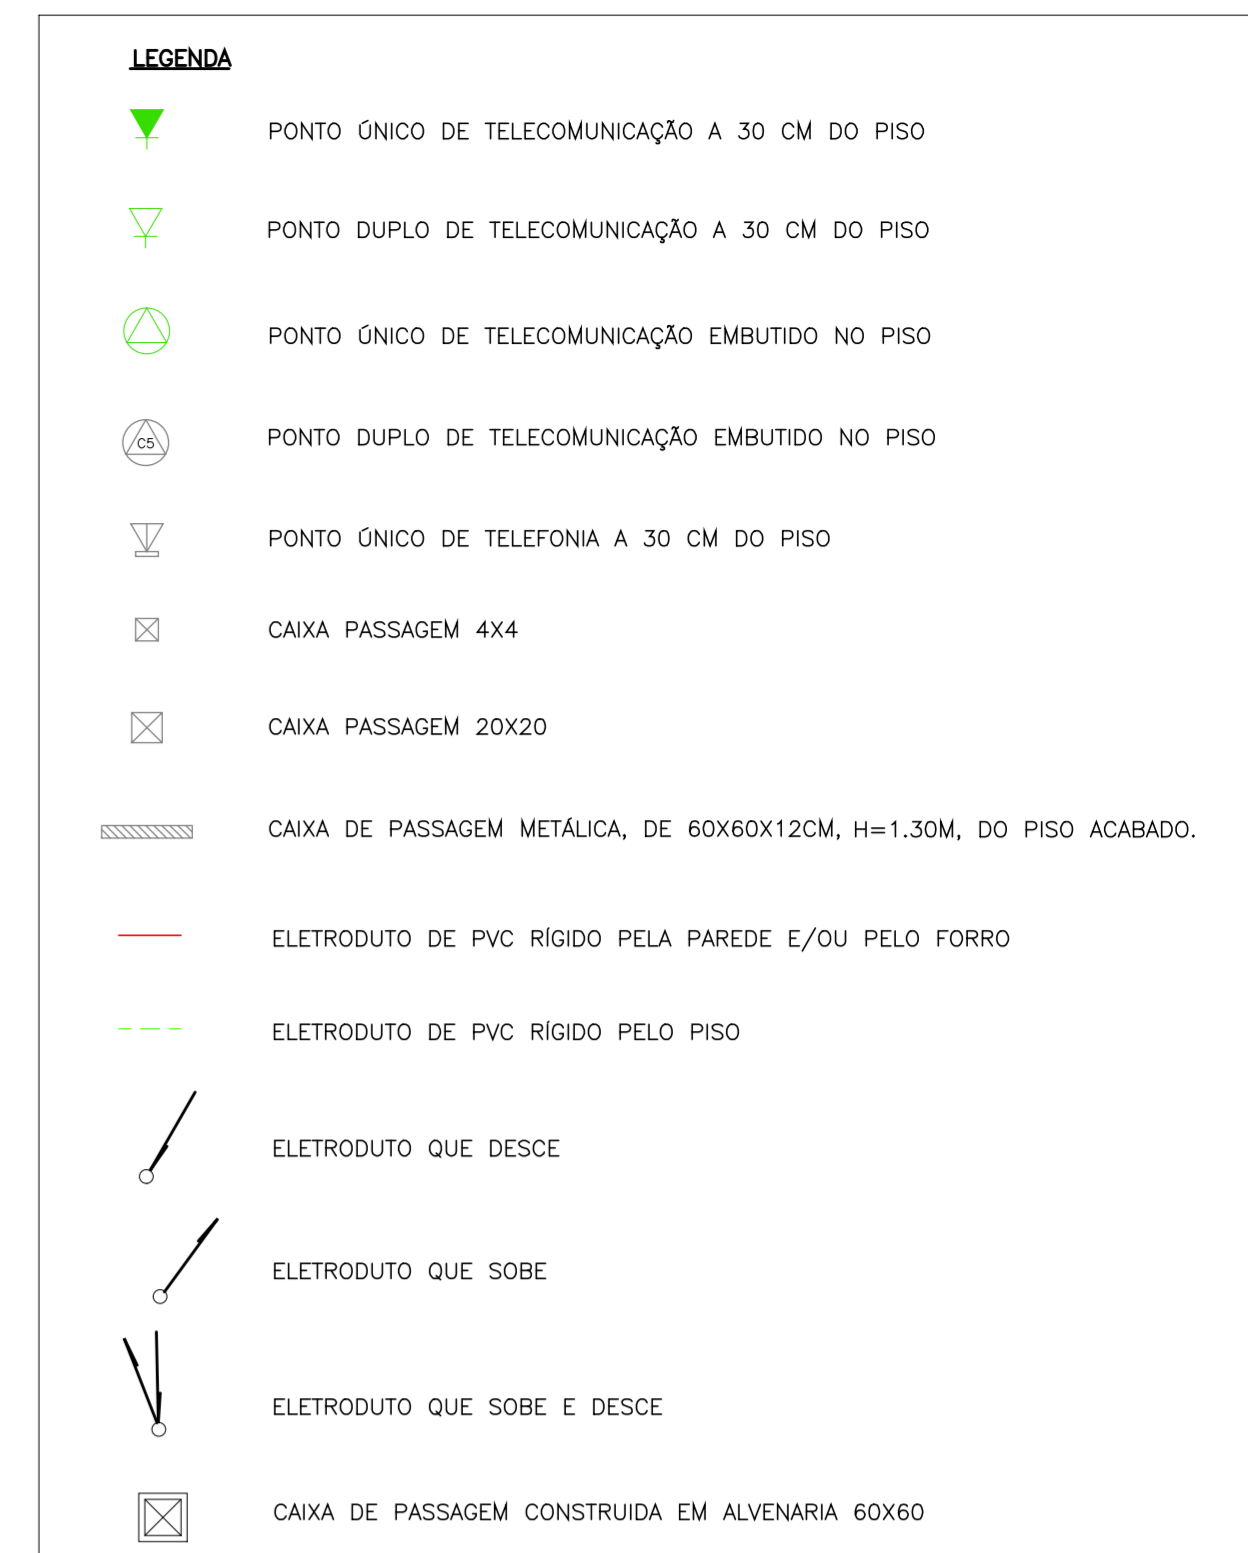 LEGENDA
PONTO ÚNICO DE TELECOMUNICAÇÃO A 30 CM DO PISO
PONTO DUPLO DE TELECOMUNICAÇÃO A 30 CM DO PISO
PONTO ÚNICO DE TELECOMUNICAÇÃO EMBUTIDO NO PISO
C5 PONTO DUPLO DE TELECOMUNICAÇÃO EMBUTIDO NO PISO
PONTO ÚNICO DE TELEFONIA A 30 CM DO PISO
CAIXA PASSAGEM 4X4
CAIXA PASSAGEM 20X20
CAIXA DE PASSAGEM METÁLICA, DE 60X60X12CM, H=1.30M, DO PISO ACABADO.
ELETRODUTO DE PVC RÍGIDO PELA PAREDE E/OU PELO FORRO
ELETRODUTO DE PVC RÍGIDO PELO PISO
ELETRODUTO QUE DESCE
ELETRODUTO QUE SOBE
ELETRODUTO QUE SOBE E DESCE
CAIXA DE PASSAGEM CONSTRUIDA EM ALVENARIA 60X60